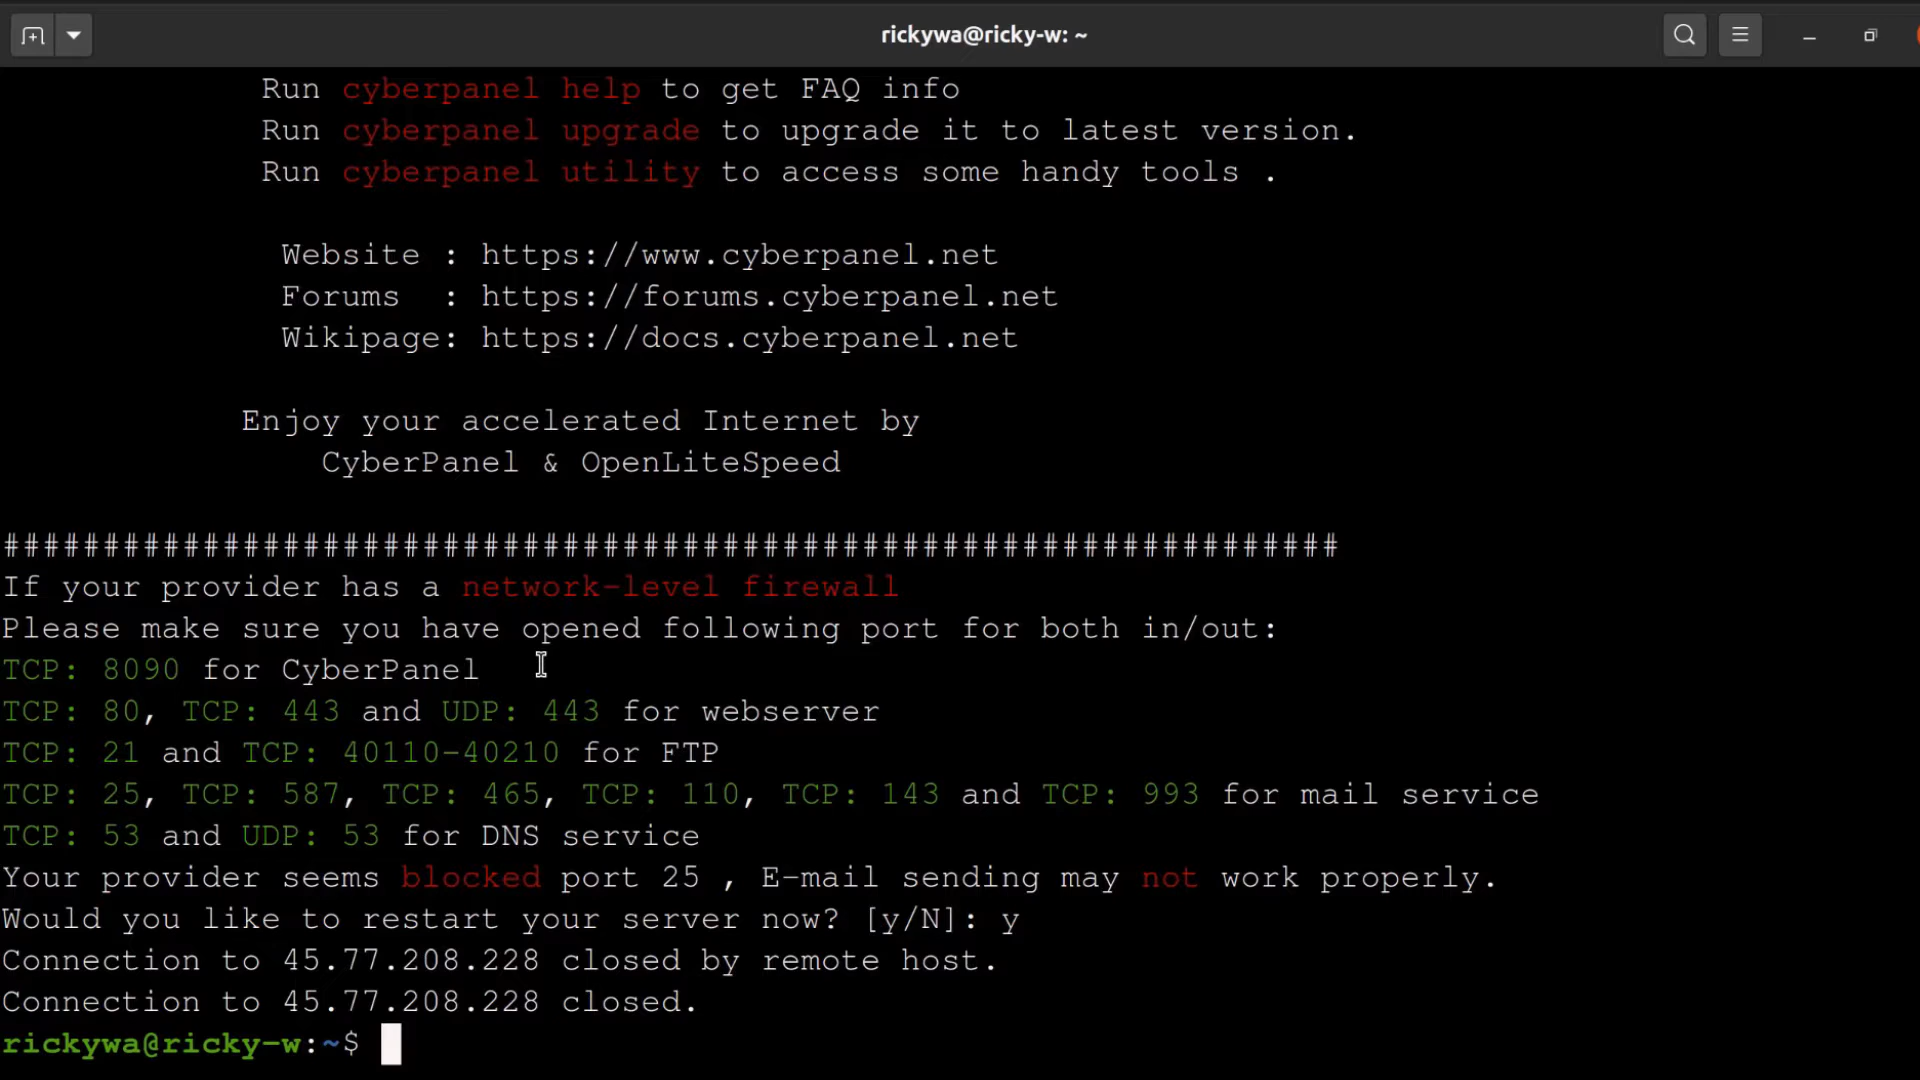 rickywa@ricky-w: ~
Run cyberpanel help to get FAQ info
Run cyberpanel upgrade to upgrade it to latest version.
Run cyberpanel utility to access some handy tools .
Website : https://www.cyberpanel.net
Forums : https://forums.cyberpanel.net
Wikipage: https://docs.cyberpanel.net
Enjoy your accelerated Internet by
CyberPanel & OpenLiteSpeed
###################################################################
If your provider has a network-level firewall
Please make sure you have opened following port for both in/out:
TCP: 8090 for CyberPanel
TCP: 80, TCP: 443 and UDP: 443 for webserver
TCP: 21 and TCP: 40110-40210 for FTP
TCP: 25, TCP: 587, TCP: 465, TCP: 110, TCP: 143 and TCP: 993 for mail service
TCP: 53 and UDP: 53 for DNS service
Your provider seems blocked port 25 , E-mail sending may not work properly.
Would you like to restart your server now? [y/N]: y
Connection to 45.77.208.228 closed by remote host.
Connection to 45.77.208.228 closed.
rickywa@ricky-w:~$